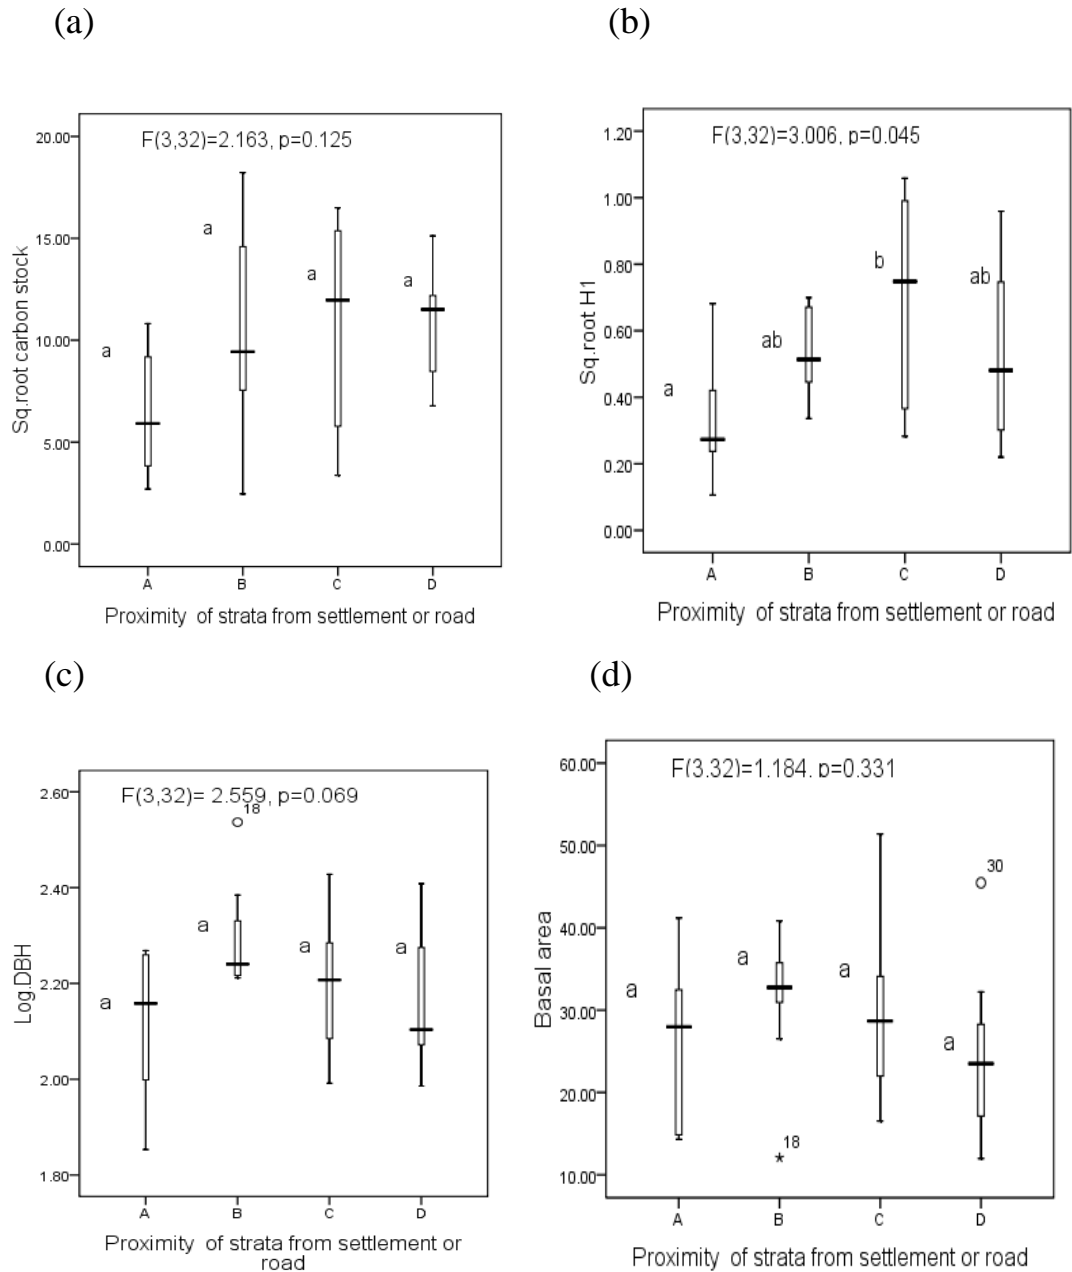 (a)
F(3,32)=2.163, p=0.125
20.00
15.00
10.00
5.00
0.00
Sq.root carbon stock
a
a
a
a
A B C D
Proximity of strata from settlement or road
(b)
F(3,32)=3.006, p=0.045
1.20
1.00
0.80
0.60
0.40
0.20
0.00
Sq.root H1
a
ab
b
ab
A B C D
Proximity of strata from settlement or road
(c)
F(3,32)= 2.559, p=0.069
18
2.60
2.40
2.20
2.00
1.80
Log.DBH
a
a
a
a
A B C D
Proximity of strata from settlement or
road
(d)
F(3,32)=1.184, p=0.331
60.00
50.00
40.00
30.00
20.00
10.00
Basal area
30
18
a
a
a
a
A B C D
Proximity of strata from settlement or road